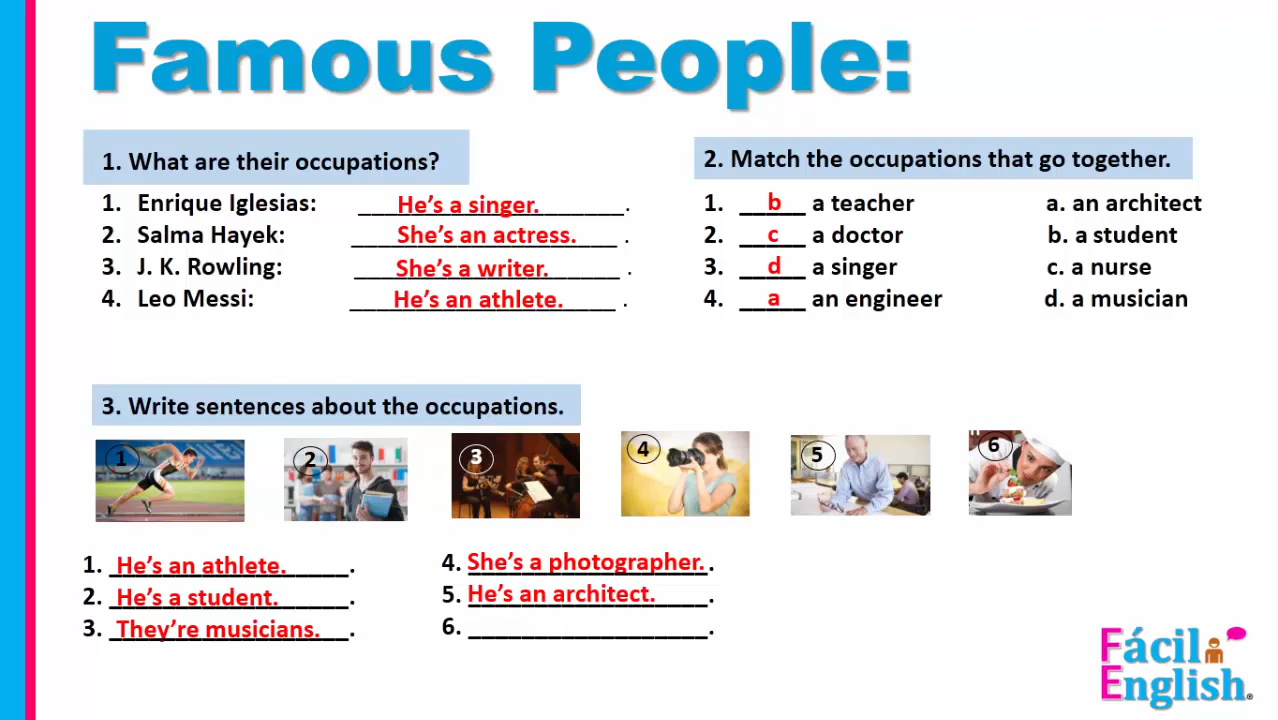 Famous People:
1. What are their occupations?
1. Enrique Iglesias: He's a singer. .
2. Salma Hayek: She's an actress. .
3. J. K. Rowling: She's a writer. .
4. Leo Messi: He's an athlete. .
2. Match the occupations that go together.
1. b a teacher a. an architect
2. c a doctor b. a student
3. d a singer c. a nurse
4. a an engineer d. a musician
3. Write sentences about the occupations.
1 2 3 4 5 6
1. He's an athlete. .
2. He's a student. .
3. They're musicians. .
4. She's a photographer. .
5. He's an architect. .
6. ____________________.
Fácil
English®